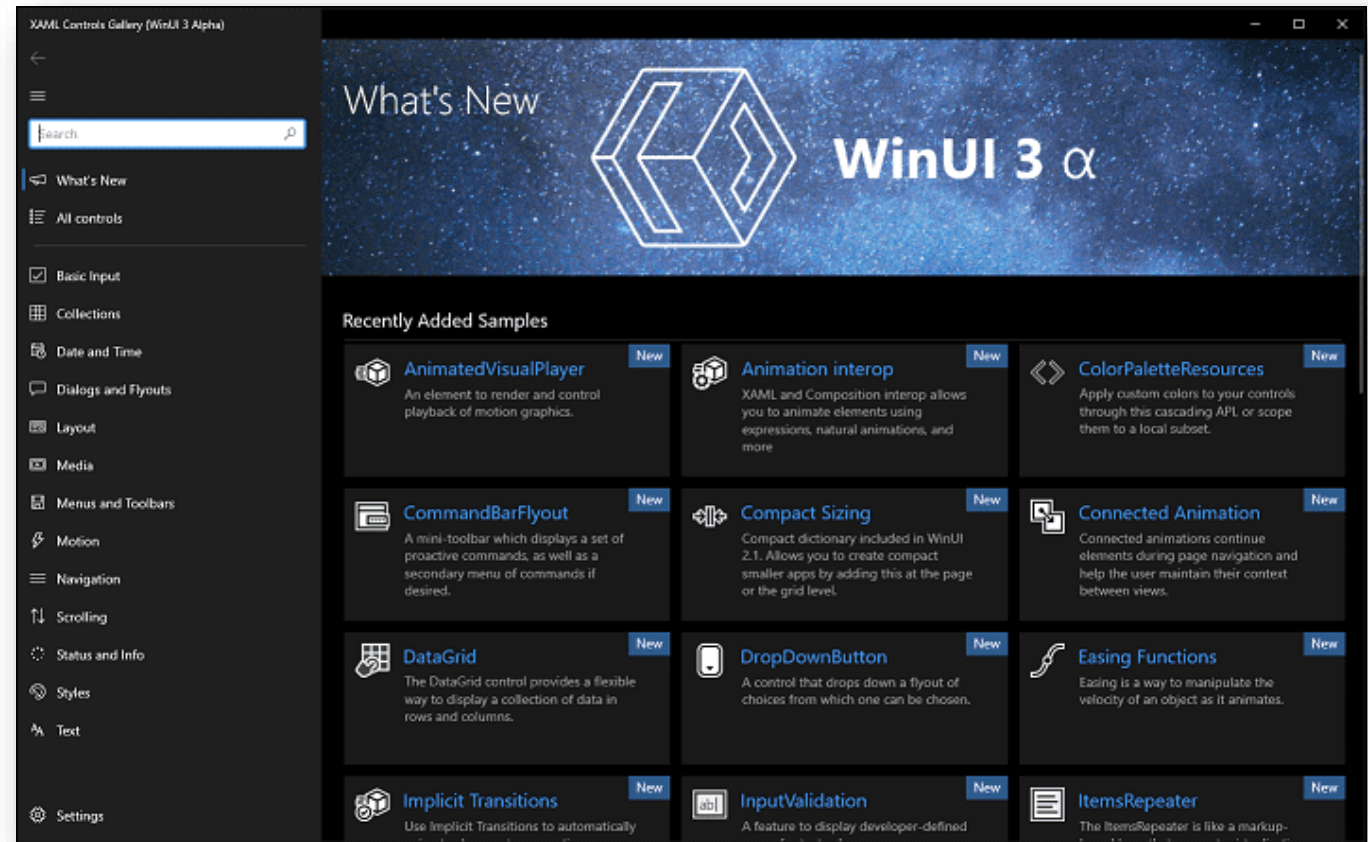 XAML Controls Gallery (WinUI 3 Alpha)
Search
What's New
All controls
Basic Input
Collections
Date and Time
Dialogs and Flyouts
Layout
Media
Menus and Toolbars
Motion
Navigation
Scrolling
Status and Info
Styles
Text
Settings
What's New
WinUI 3 α
Recently Added Samples
New
AnimatedVisualPlayer
An element to render and control
playback of motion graphics.
New
Animation interop
XAML and Composition interop allows
you to animate elements using
expressions, natural animations, and
more
New
ColorPaletteResources
Apply custom colors to your controls
through this cascading API, or scope
them to a local subset.
New
CommandBarFlyout
A mini-toolbar which displays a set of
proactive commands, as well as a
secondary menu of commands if
desired.
New
Compact Sizing
Compact dictionary included in WinUI
2.1. Allows you to create compact
smaller apps by adding this at the page
or the grid level.
New
Connected Animation
Connected animations continue
elements during page navigation and
help the user maintain their context
between views.
New
DataGrid
The DataGrid control provides a flexible
way to display a collection of data in
rows and columns.
New
DropDownButton
A control that drops down a flyout of
choices from which one can be chosen.
New
Easing Functions
Easing is a way to manipulate the
velocity of an object as it animates.
New
Implicit Transitions
Use Implicit Transitions to automatically
New
ab
InputValidation
A feature to display developer-defined
New
ItemsRepeater
The ItemsRepeater is like a markup-